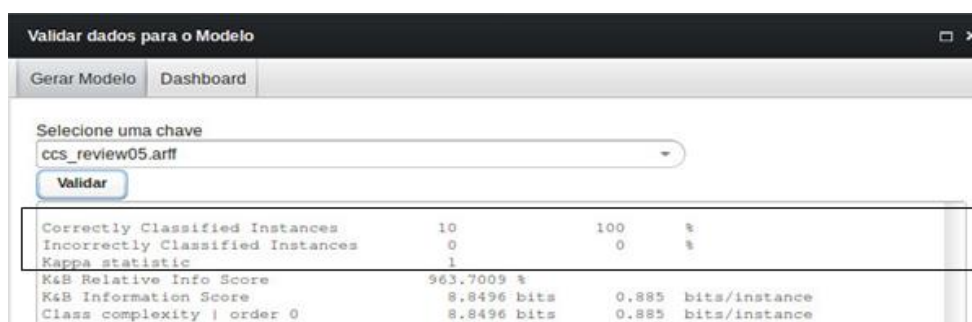 Validar dados para o Modelo
Gerar Modelo Dashboard
Selecione uma chave
ccs_review05.arff
Validar
Correctly Classified Instances 10 100 %
Incorrectly Classified Instances 0 0 %
Kappa statistic 1
K&B Relative Info Score 963.7009 %
K&B Information Score 8.8496 bits 0.885 bits/instance
Class complexity | order 0 8.8496 bits 0.885 bits/instance